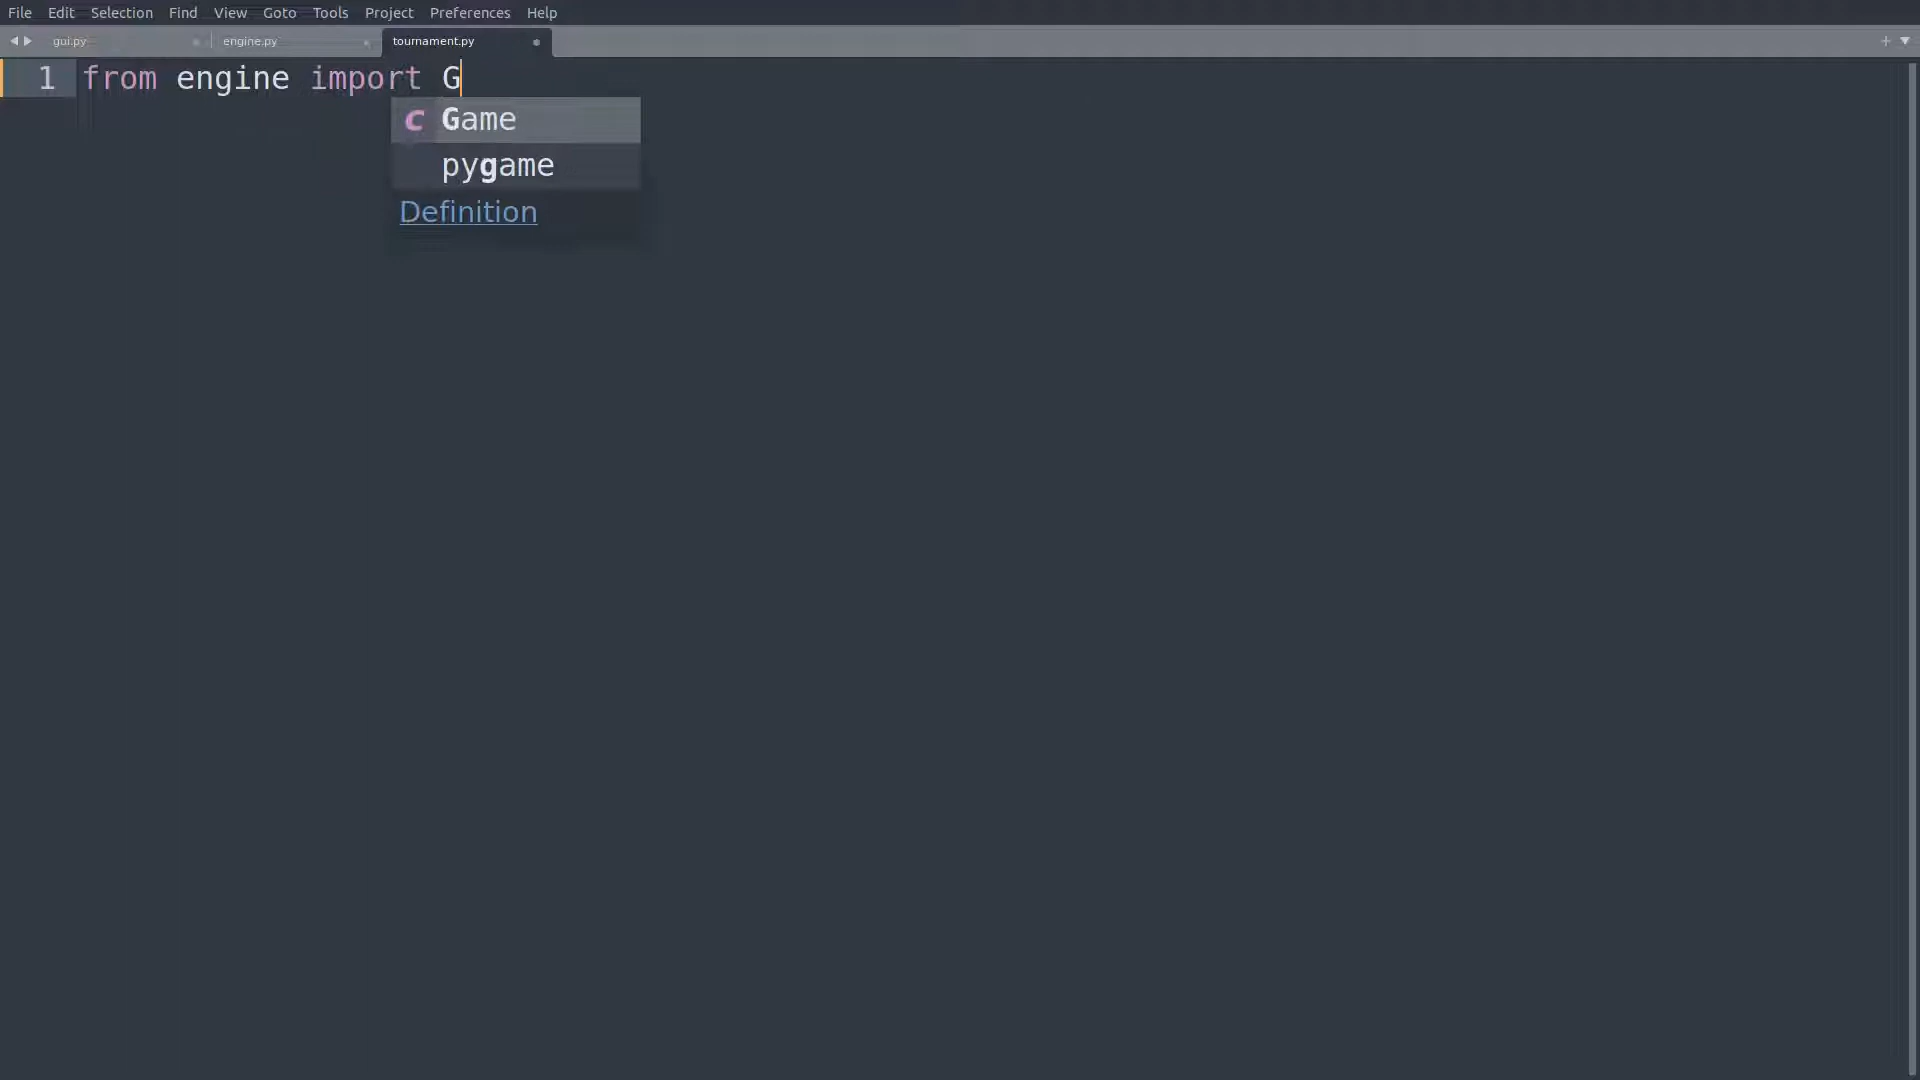 File Edit Selection Find View Goto Tools Project Preferences Help
gui.py engine.py tournament.py
1 from engine import G
c Game
pygame
Definition